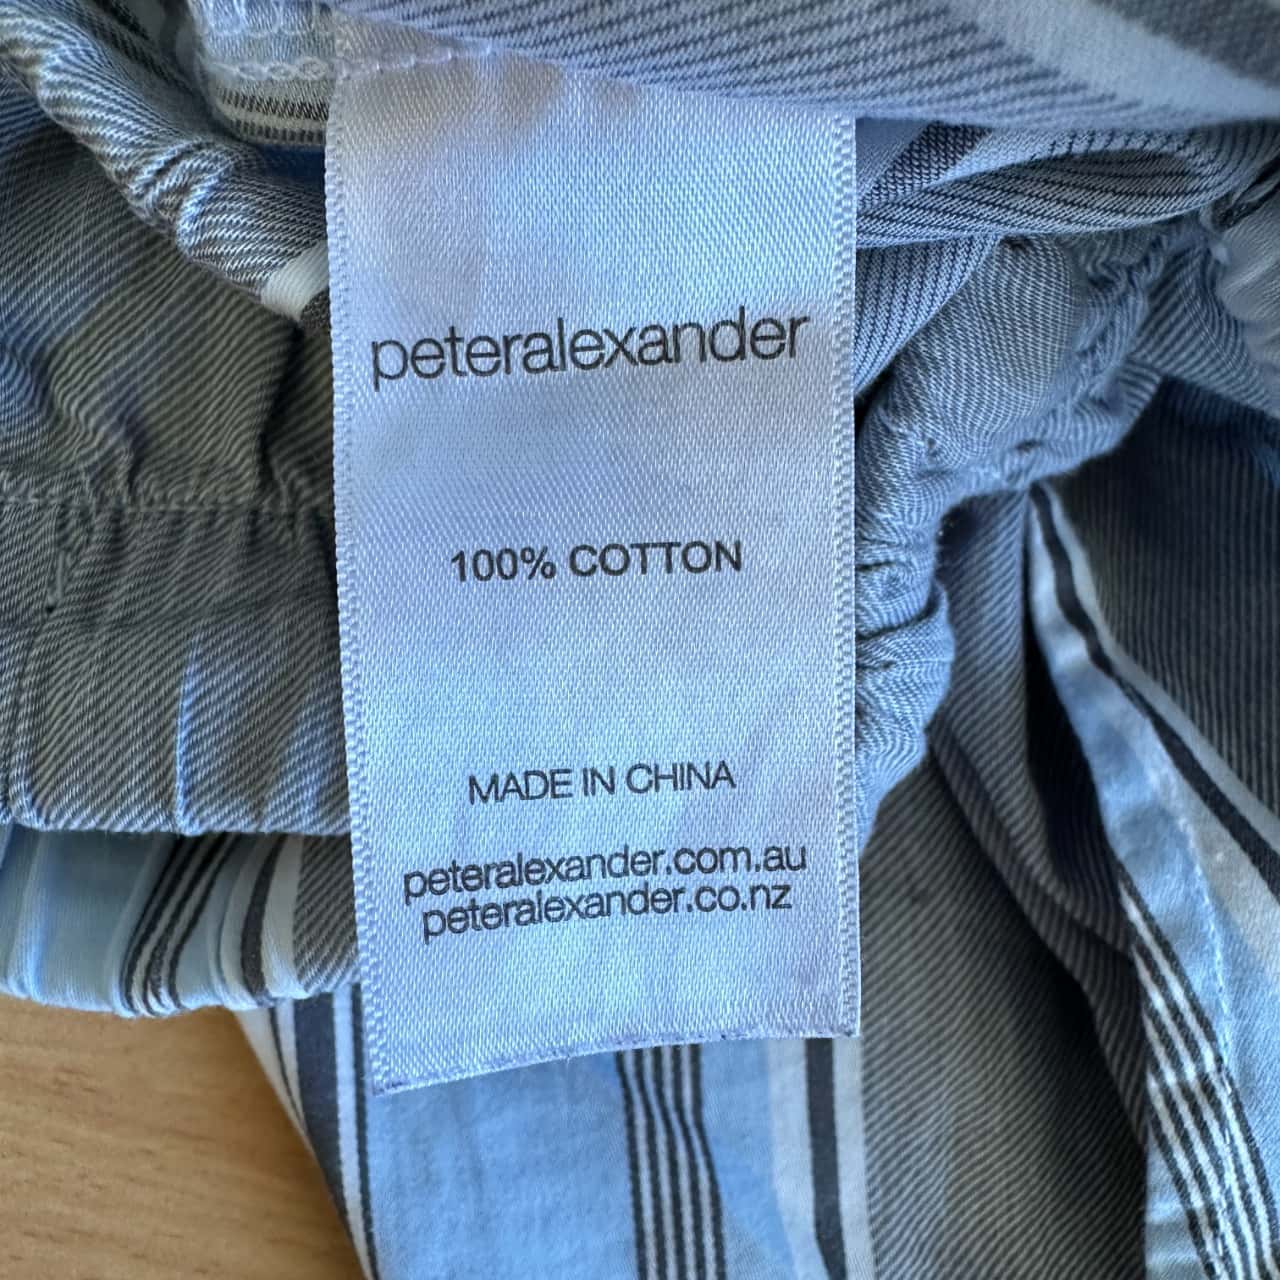 peteralexander
100% COTTON
MADE IN CHINA
peteralexander.com.au
peteralexander.co.nz